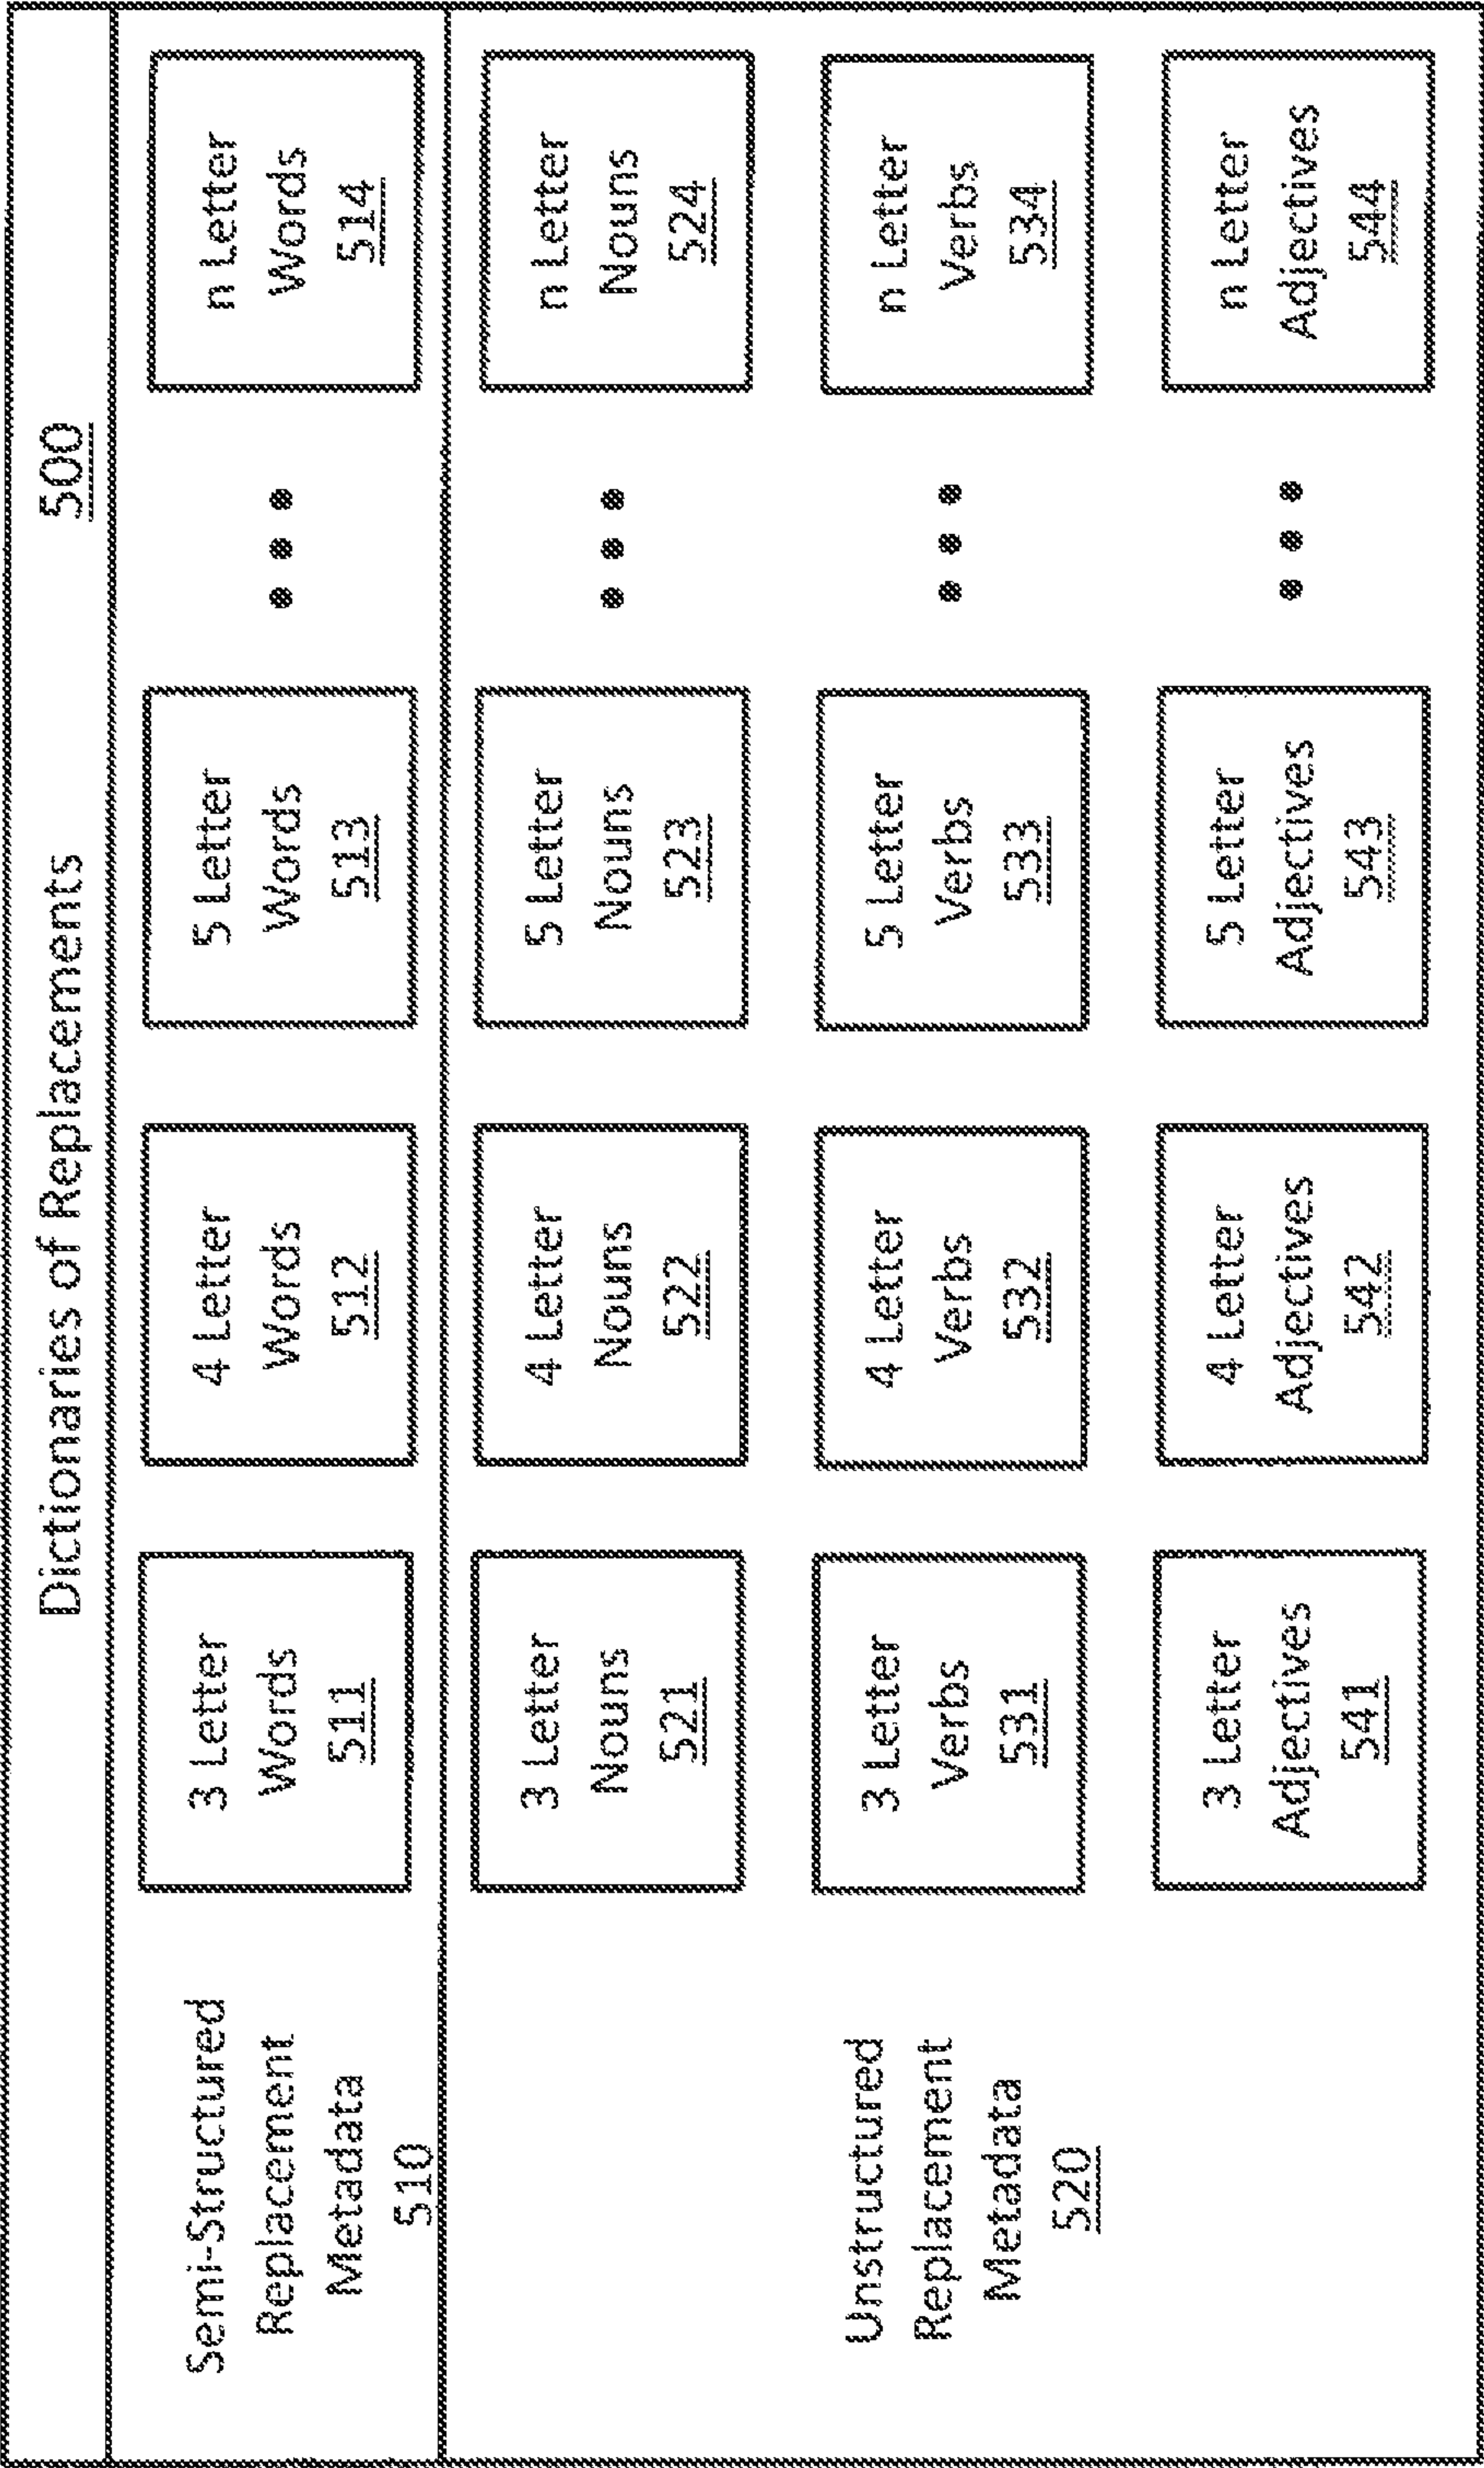 Dictionaries of Replacements
500
Semi-Structured
Replacement
Metadata
510
3 Letter
Words
511
4 Letter
Words
512
5 Letter
Words
513
n Letter
Words
514
Unstructured
Replacement
Metadata
520
3 Letter
Nouns
521
4 Letter
Nouns
522
5 Letter
Nouns
523
n Letter
Nouns
524
3 Letter
Verbs
531
4 Letter
Verbs
532
5 Letter
Verbs
533
n Letter
Verbs
534
3 Letter
Adjectives
541
4 Letter
Adjectives
542
5 Letter
Adjectives
543
n Letter
Adjectives
544